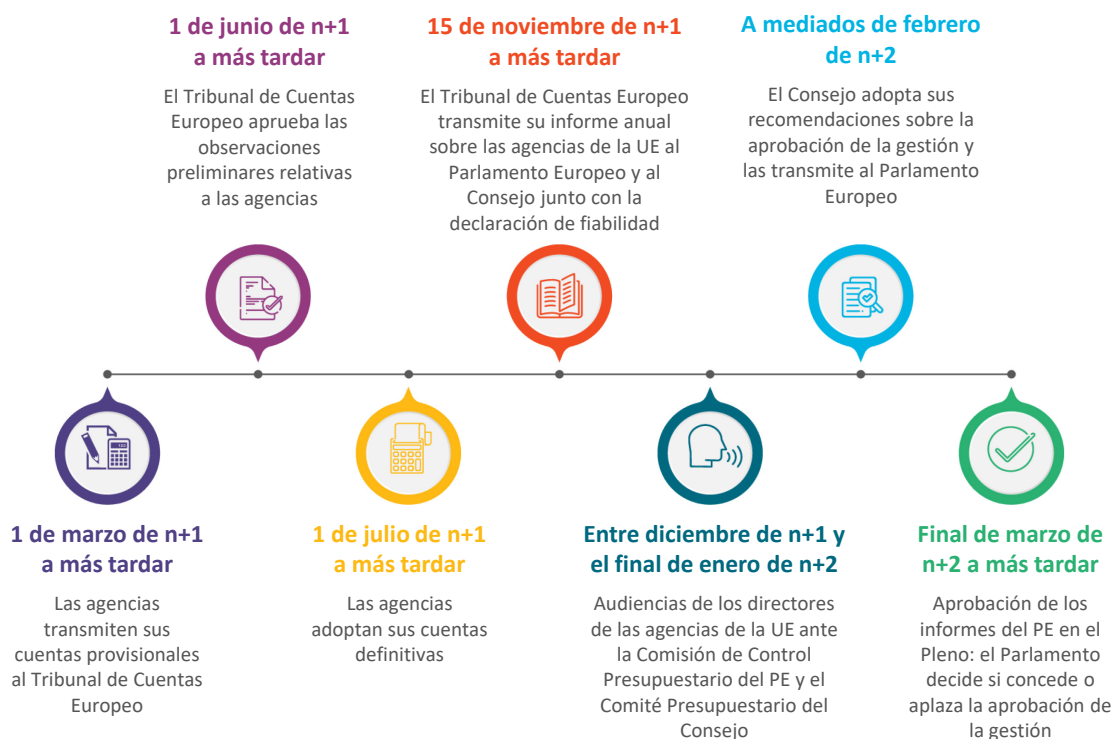 1 de junio de n+1
a más tardar
El Tribunal de Cuentas
Europeo aprueba las
observaciones
preliminares relativas
a las agencias
15 de noviembre de n+1
a más tardar
El Tribunal de Cuentas Europeo
transmite su informe anual
sobre las agencias de la UE al
Parlamento Europeo y al
Consejo junto con la
declaración de fiabilidad
A mediados de febrero
de n+2
El Consejo adopta sus
recomendaciones sobre la
aprobación de la gestión y
las transmite al Parlamento
Europeo
1 de marzo de n+1
a más tardar
Las agencias
transmiten sus
cuentas provisionales
al Tribunal de Cuentas
Europeo
1 de julio de n+1
a más tardar
Las agencias
adoptan sus cuentas
definitivas
Entre diciembre de n+1 y
el final de enero de n+2
Audiencias de los directores
de las agencias de la UE ante
la Comisión de Control
Presupuestario del PE y el
Comité Presupuestario del
Consejo
Final de marzo de
n+2 a más tardar
Aprobación de los
informes del PE en el
Pleno: el Parlamento
decide si concede o
aplaza la aprobación de
la gestión